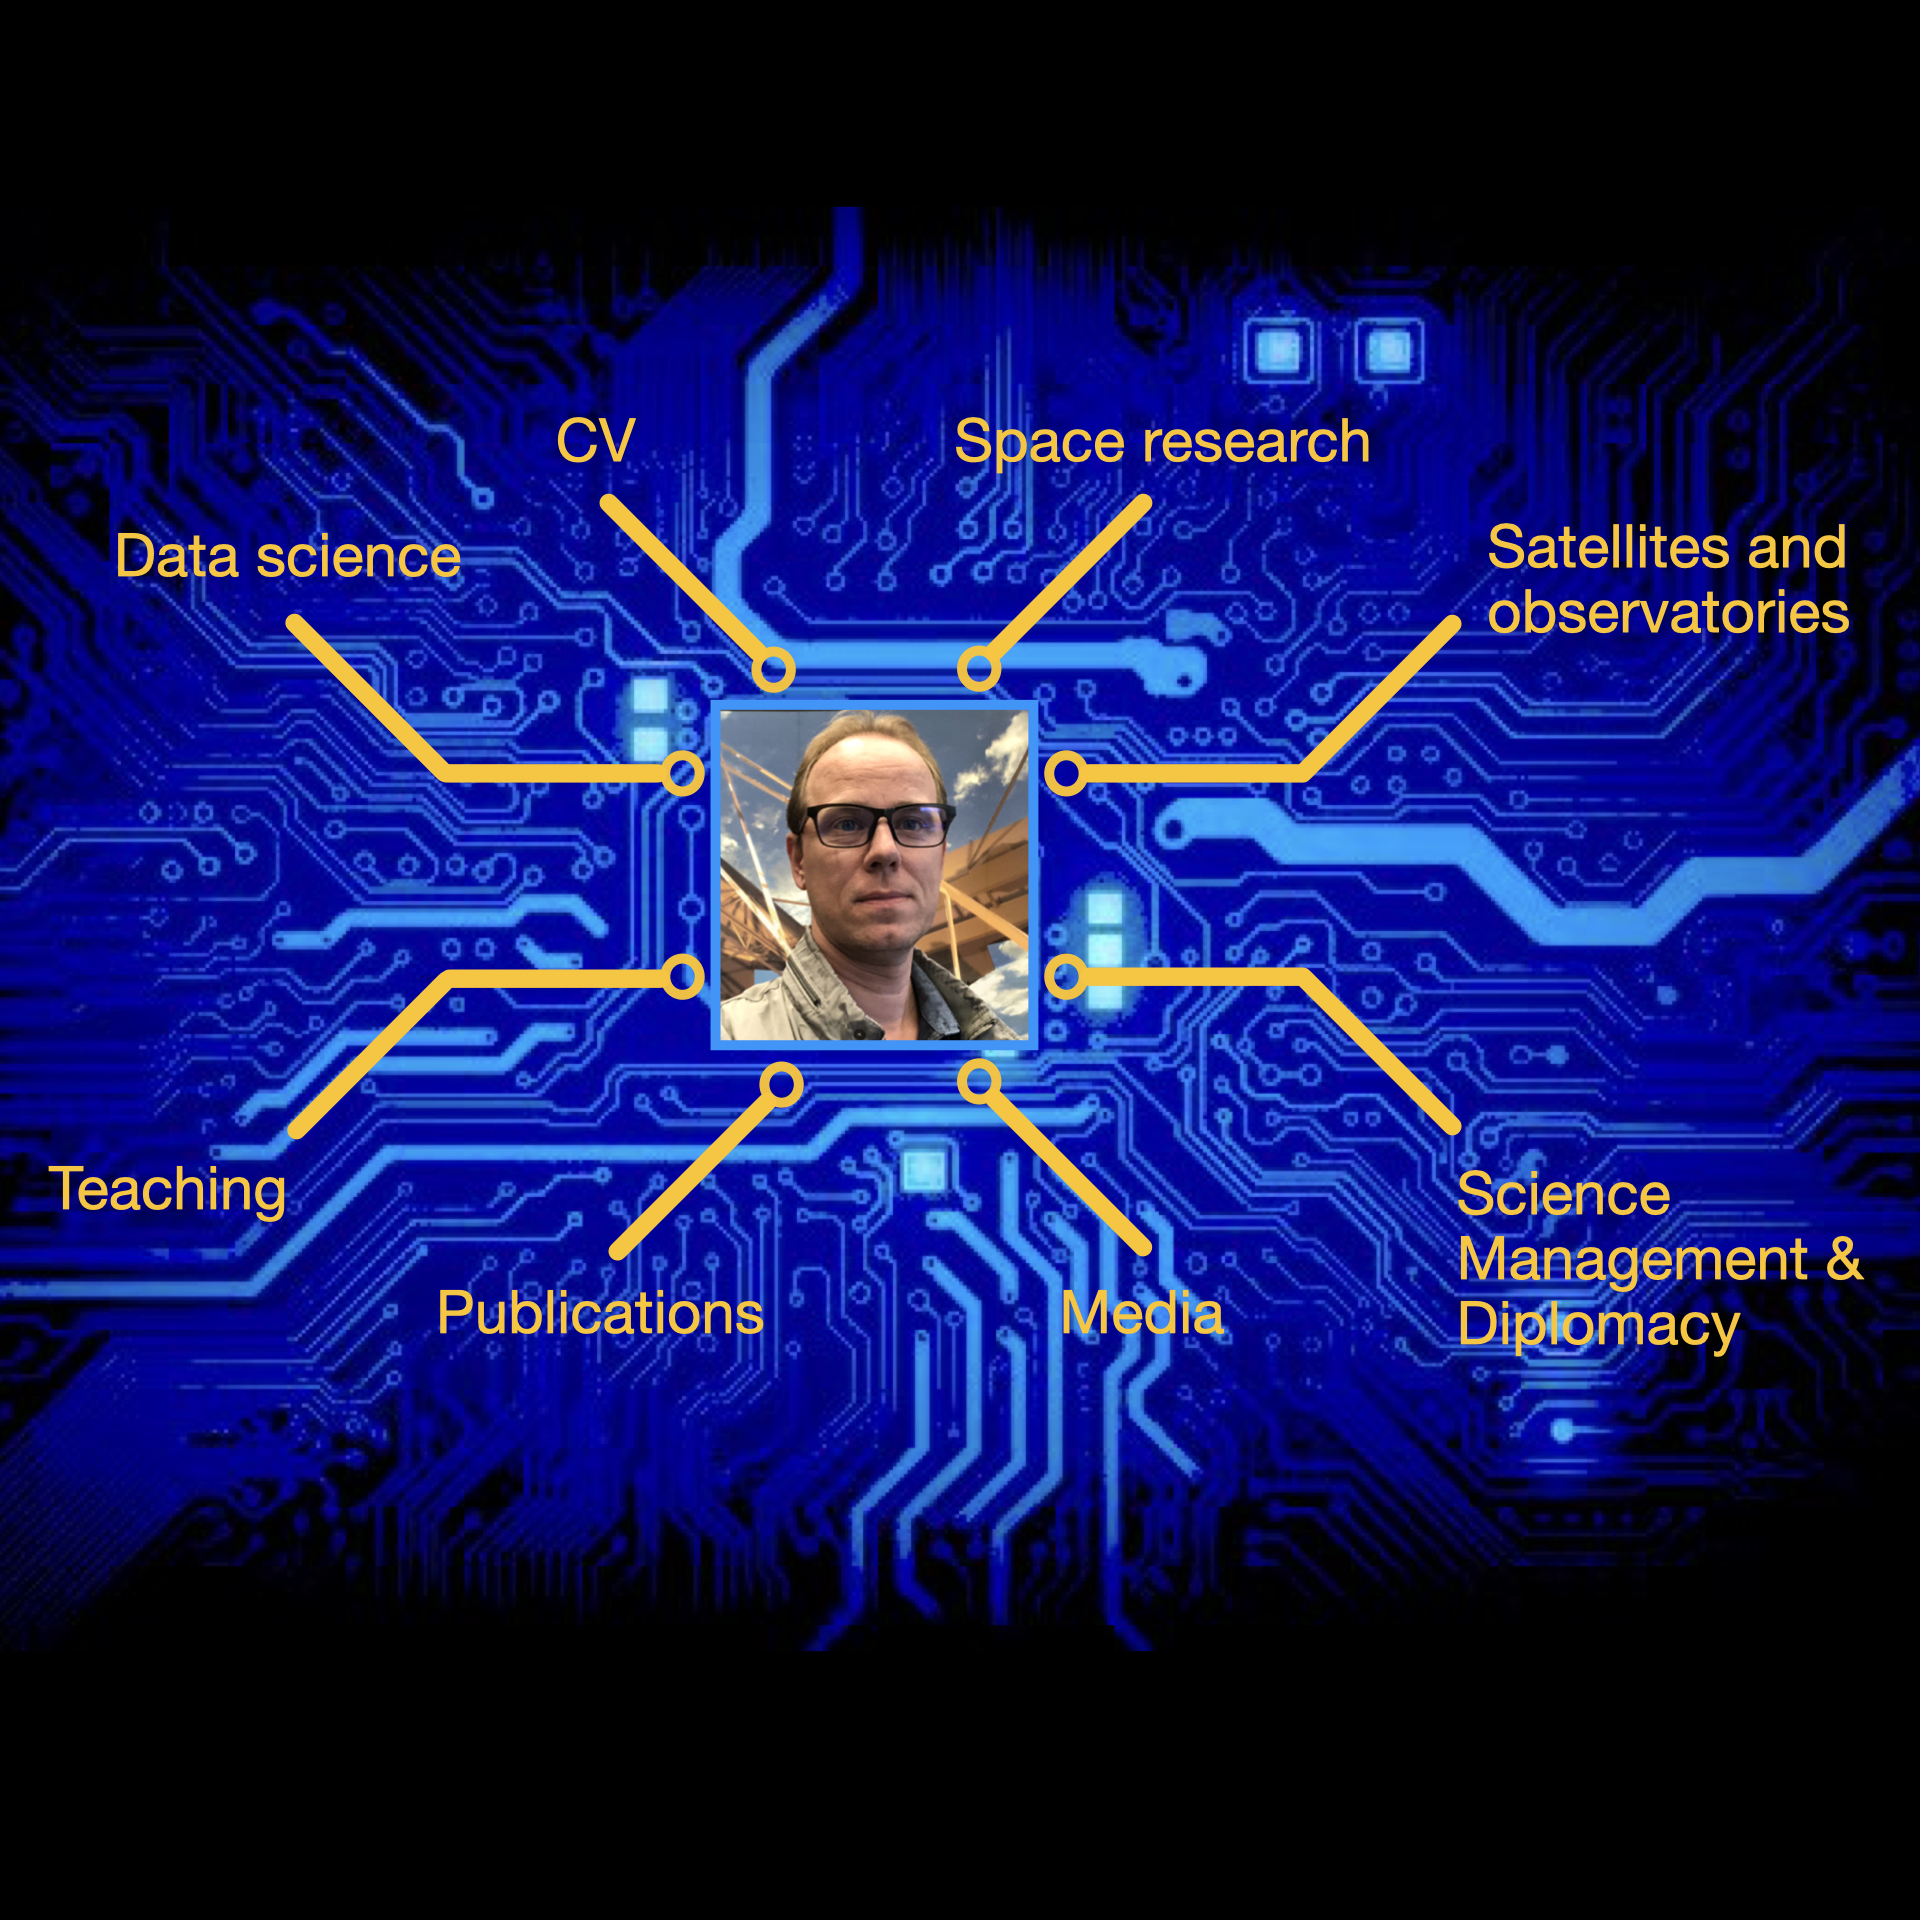 CV
Space research
Data science
Satellites and
observatories
Teaching
Science
Management &
Diplomacy
Publications
Media